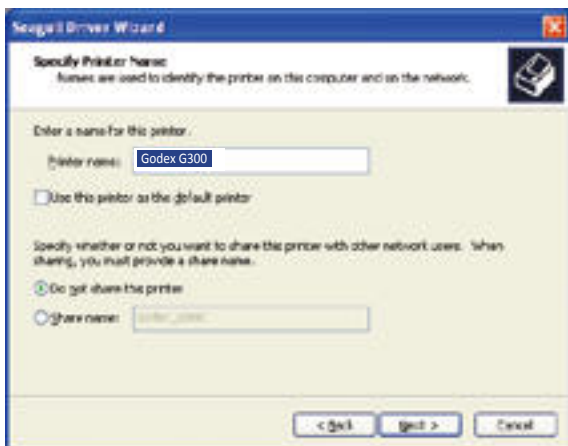 Seagull Driver Wizard
Specify Printer Name
Names are used to identify the printer on this computer and on the network.
Enter a name for this printer.
Printer name: Godex G300
Use this printer as the default printer
Specify whether or not you want to share this printer with other network users. When
sharing, you must provide a share name.
Do not share this printer
Share name:
< Back Next > Cancel